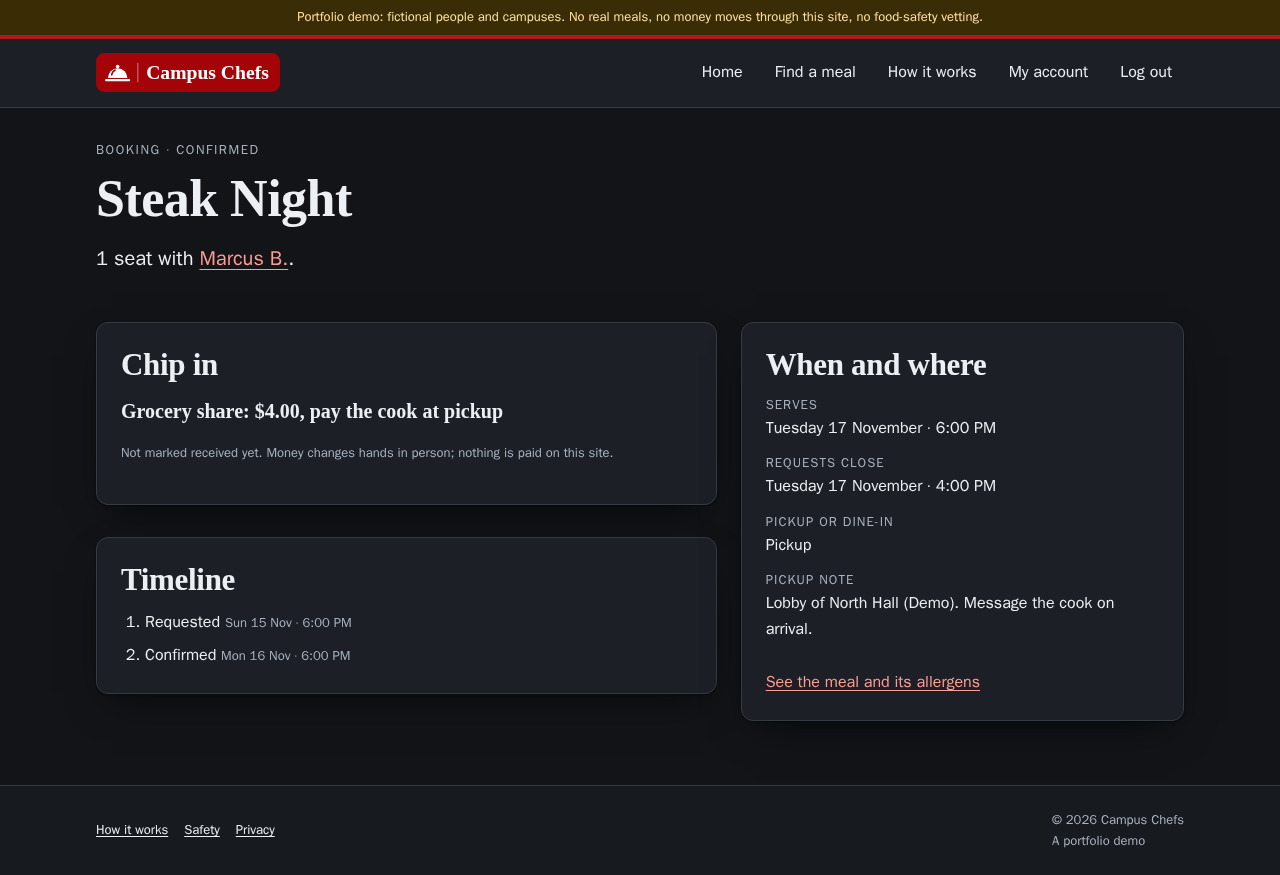 Portfolio demo: fictional people and campuses. No real meals, no money moves through this site, no food-safety vetting.
Campus Chefs
Home
Find a meal
How it works
My account
Log out
BOOKING · CONFIRMED
Steak Night
1 seat with Marcus B..
Chip in
Grocery share: $4.00, pay the cook at pickup
Not marked received yet. Money changes hands in person; nothing is paid on this site.
Timeline
1. Requested Sun 15 Nov · 6:00 PM
2. Confirmed Mon 16 Nov · 6:00 PM
When and where
SERVES
Tuesday 17 November · 6:00 PM
REQUESTS CLOSE
Tuesday 17 November · 4:00 PM
PICKUP OR DINE-IN
Pickup
PICKUP NOTE
Lobby of North Hall (Demo). Message the cook on
arrival.
See the meal and its allergens
How it works
Safety
Privacy
© 2026 Campus Chefs
A portfolio demo